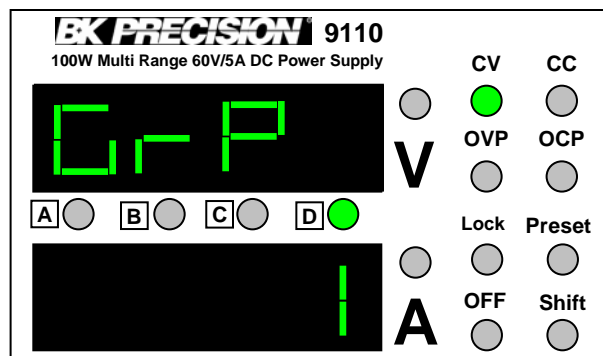 BK PRECISION® 9110
100W Multi Range 60V/5A DC Power Supply
CV CC
GrP
V
OVP OCP
A B C D
Lock Preset
1
A
OFF Shift